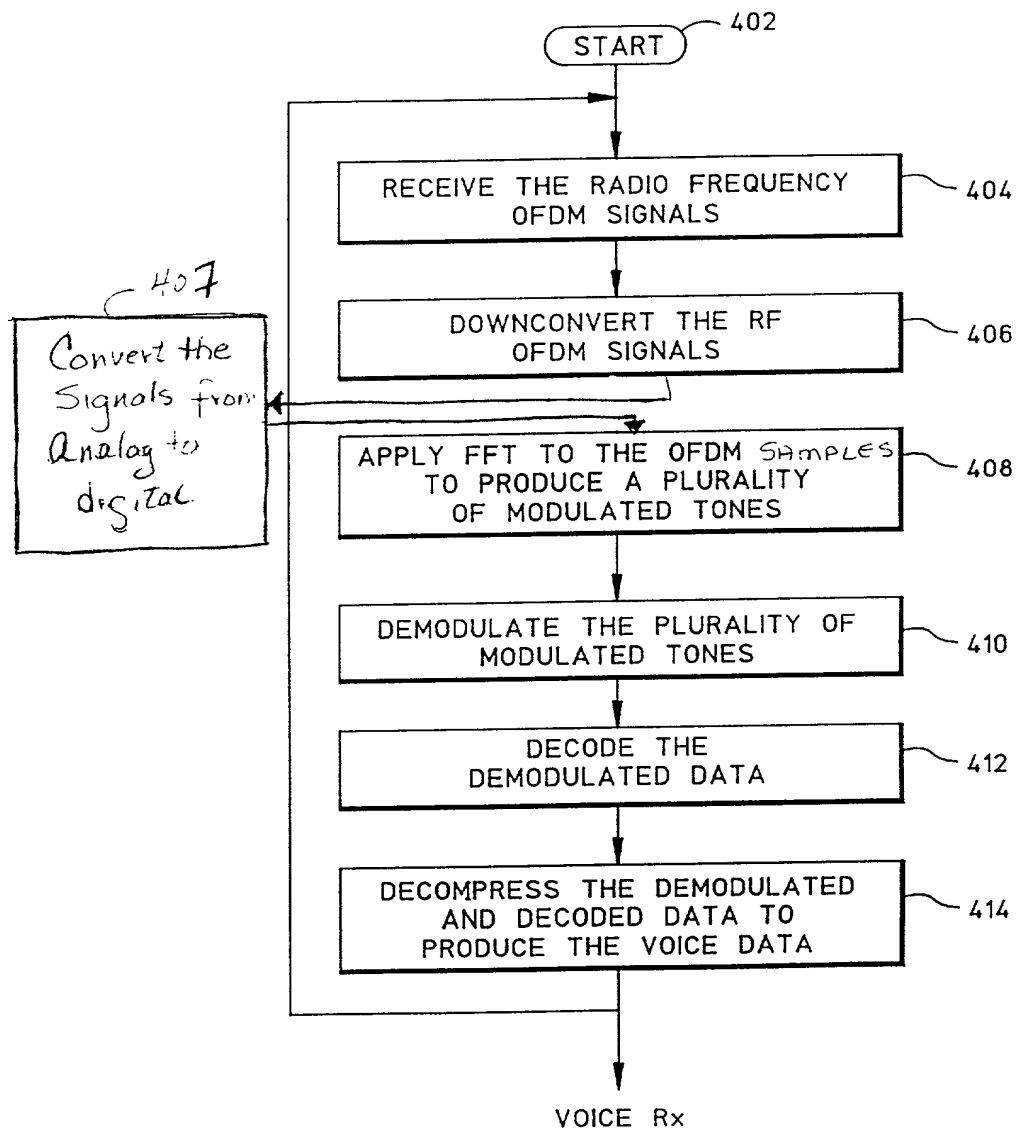 402
START
RECEIVE THE RADIO FREQUENCY
OFDM SIGNALS
404
DOWNCONVERT THE RF
OFDM SIGNALS
406
407
Convert the
Signals from
Analog to
digital.
APPLY FFT TO THE OFDM SAMPLES
TO PRODUCE A PLURALITY
OF MODULATED TONES
408
DEMODULATE THE PLURALITY OF
MODULATED TONES
410
DECODE THE
DEMODULATED DATA
412
DECOMPRESS THE DEMODULATED
AND DECODED DATA TO
PRODUCE THE VOICE DATA
414
VOICE Rx